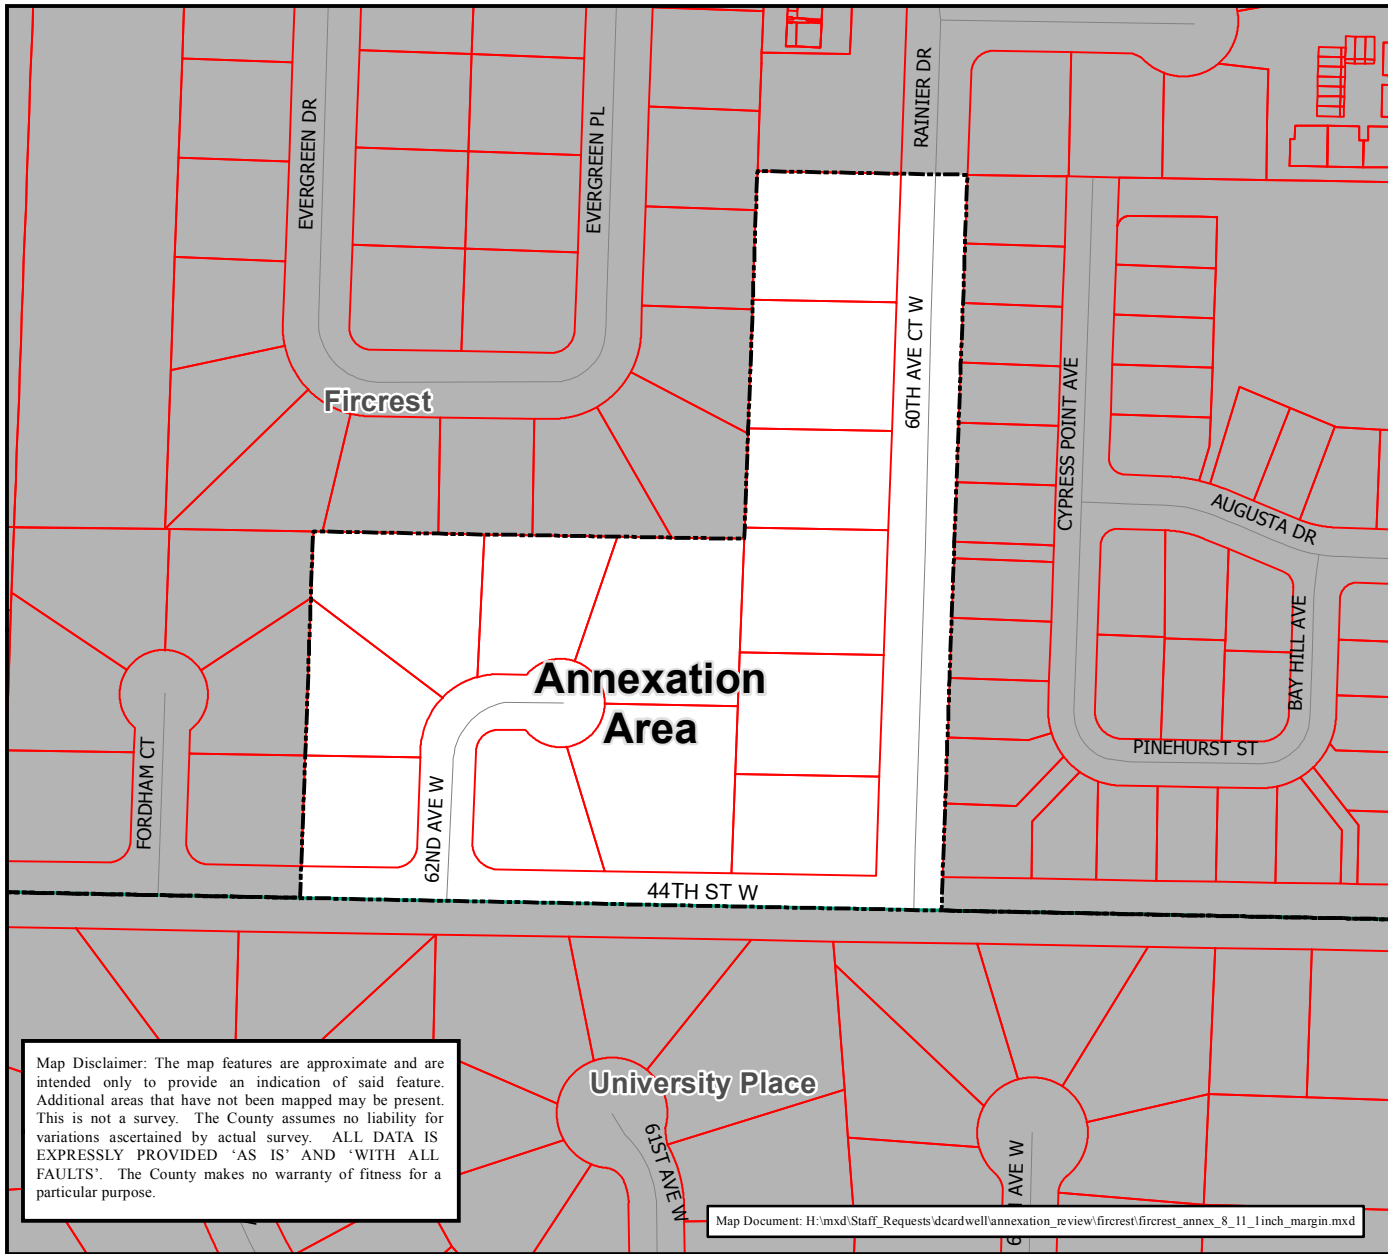 RAINIER DR
EVERGREEN DR
EVERGREEN PL
60TH AVE CT W
CYPRESS POINT AVE
Fircrest
AUGUSTA DR
BAY HILL AVE
Annexation
Area
PINEHURST ST
FORDHAM CT
62ND AVE W
44TH ST W
Map Disclaimer: The map features are approximate and are
intended only to provide an indication of said feature.
Additional areas that have not been mapped may be present.
This is not a survey. The County assumes no liability for
variations ascertained by actual survey. ALL DATA IS
EXPRESSLY PROVIDED ‘AS IS’ AND ‘WITH ALL
FAULTS’. The County makes no warranty of fitness for a
particular purpose.
University Place
61ST AVE W
AVE W
Map Document: H:\mxd\Staff_Requests\dcardwell\annexation_review\fircrest\fircrest_annex_8_11_1inch_margin.mxd